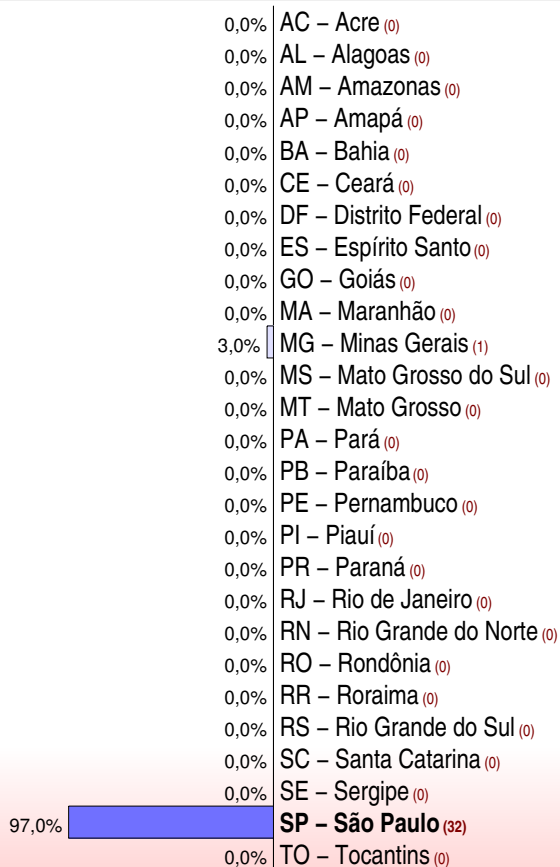 0,0% AC – Acre (0)
0,0% AL – Alagoas (0)
0,0% AM – Amazonas (0)
0,0% AP – Amapá (0)
0,0% BA – Bahia (0)
0,0% CE – Ceará (0)
0,0% DF – Distrito Federal (0)
0,0% ES – Espírito Santo (0)
0,0% GO – Goiás (0)
0,0% MA – Maranhão (0)
3,0% MG – Minas Gerais (1)
0,0% MS – Mato Grosso do Sul (0)
0,0% MT – Mato Grosso (0)
0,0% PA – Pará (0)
0,0% PB – Paraíba (0)
0,0% PE – Pernambuco (0)
0,0% PI – Piauí (0)
0,0% PR – Paraná (0)
0,0% RJ – Rio de Janeiro (0)
0,0% RN – Rio Grande do Norte (0)
0,0% RO – Rondônia (0)
0,0% RR – Roraima (0)
0,0% RS – Rio Grande do Sul (0)
0,0% SC – Santa Catarina (0)
0,0% SE – Sergipe (0)
97,0% SP – São Paulo (32)
0,0% TO – Tocantins (0)